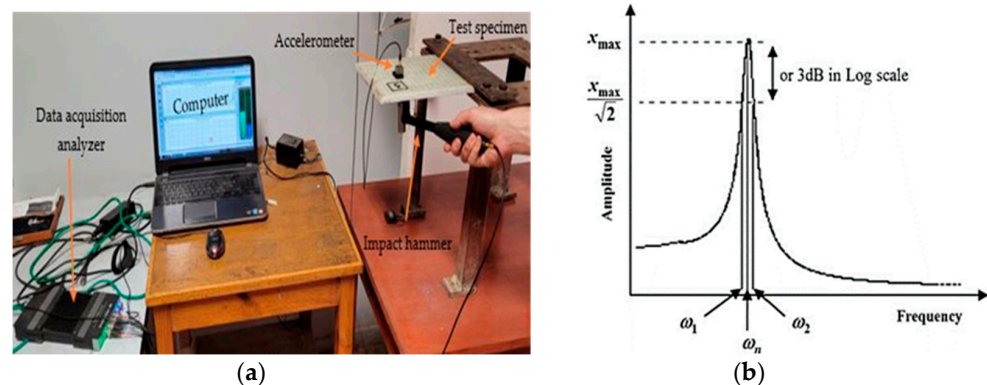 Accelerometer
Test specimen
Computer
Data acquisition
analyzer
Impact hammer
(a)
x_max
x_max
√2
or 3dB in Log scale
Amplitude
ω₁
ωₙ
ω₂
Frequency
(b)